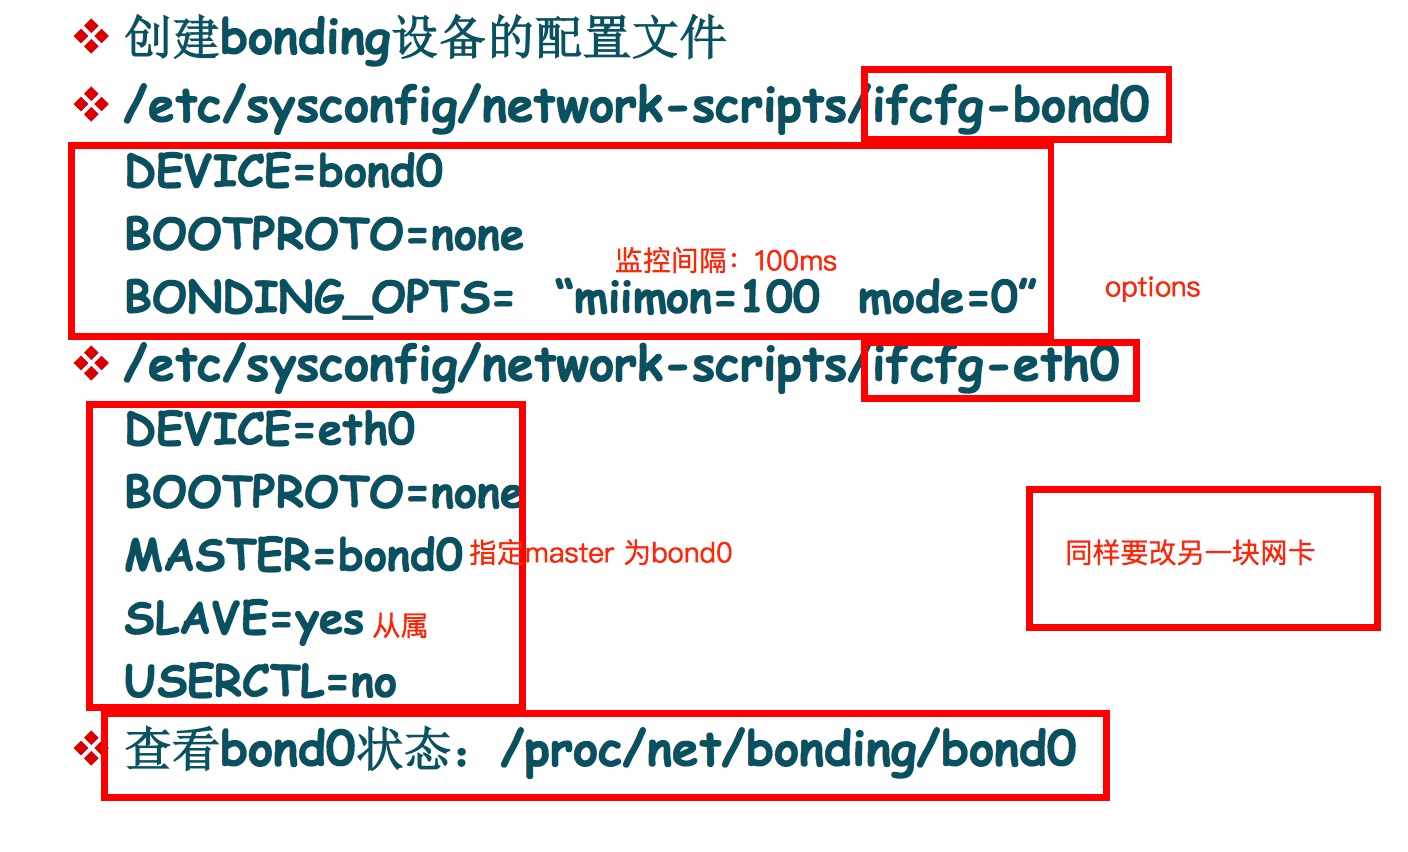 ❖ 创建bonding设备的配置文件
❖ /etc/sysconfig/network-scripts/ifcfg-bond0
DEVICE=bond0
BOOTPROTO=none
监控间隔：100ms
BONDING_OPTS= “miimon=100 mode=0”
options
❖ /etc/sysconfig/network-scripts/ifcfg-eth0
DEVICE=eth0
BOOTPROTO=none
MASTER=bond0 指定master 为bond0
同样要改另一块网卡
SLAVE=yes 从属
USERCTL=no
❖ 查看bond0状态：/proc/net/bonding/bond0